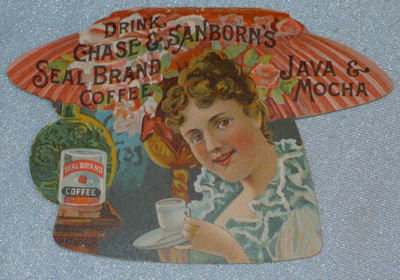 DRINK
CHASE & SANBORN'S
SEAL BRAND
COFFEE
JAVA &
MOCHA
SEAL BRAND
COFFEE